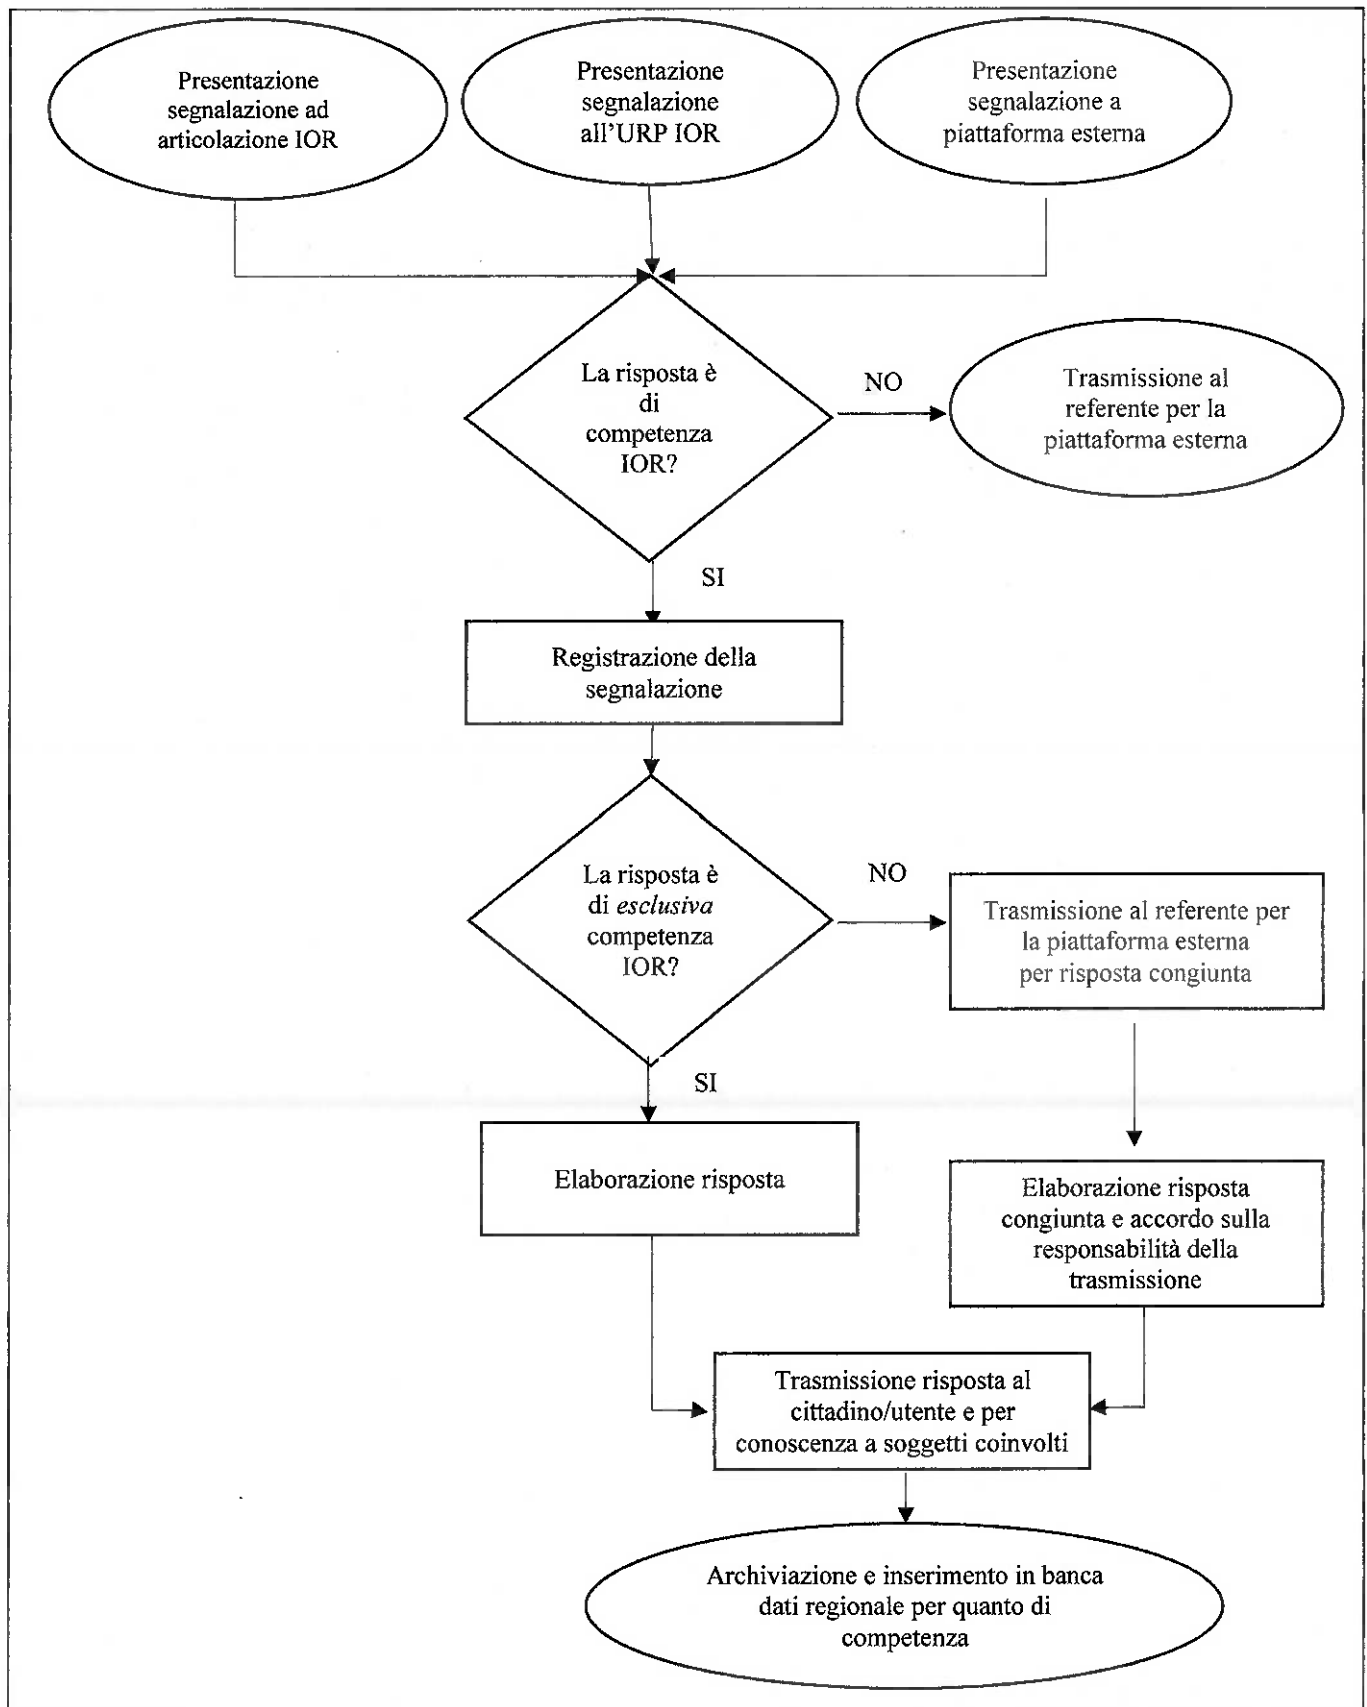 Presentazione
segnalazione ad
articolazione IOR
Presentazione
segnalazione
all'URP IOR
Presentazione
segnalazione a
piattaforma esterna
La risposta è
di
competenza
IOR?
NO
Trasmissione al
referente per la
piattaforma esterna
SI
Registrazione della
segnalazione
La risposta è
di esclusiva
competenza
IOR?
NO
Trasmissione al referente per
la piattaforma esterna
per risposta congiunta
SI
Elaborazione risposta
Elaborazione risposta
congiunta e accordo sulla
responsabilità della
trasmissione
Trasmissione risposta al
cittadino/utente e per
conoscenza a soggetti coinvolti
Archiviazione e inserimento in banca
dati regionale per quanto di
competenza